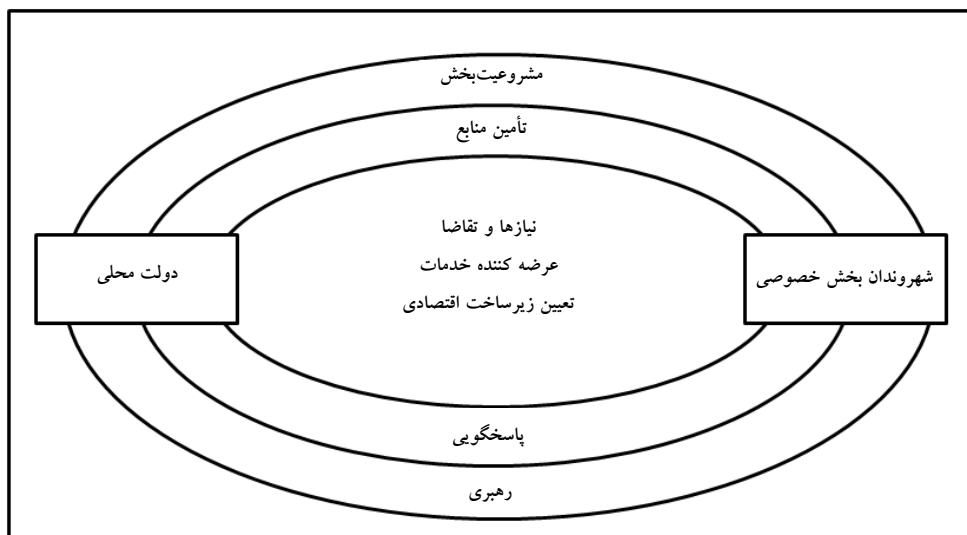 مشروعیت‌بخش
تأمین منابع
نیازها و تقاضا
عرضه کننده خدمات
تعیین زیرساخت اقتصادی
شهروندان بخش خصوصی
دولت محلی
پاسخگویی
رهبری